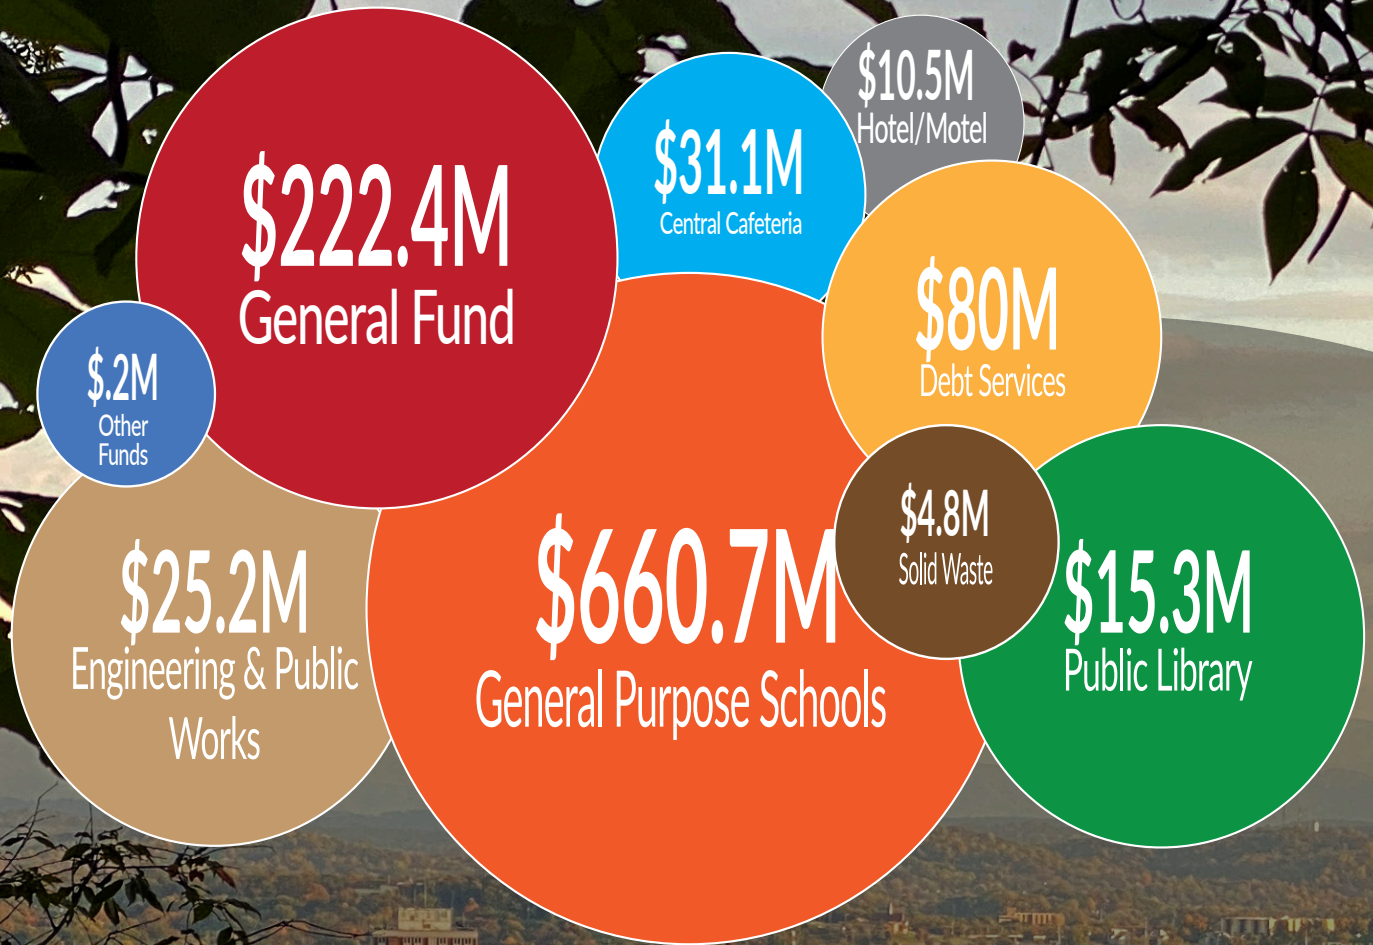 $10.5M
Hotel/Motel
$31.1M
Central Cafeteria
$222.4M
General Fund
$80M
Debt Services
$.2M
Other
Funds
$4.8M
Solid Waste
$660.7M
General Purpose Schools
$25.2M
Engineering & Public
Works
$15.3M
Public Library